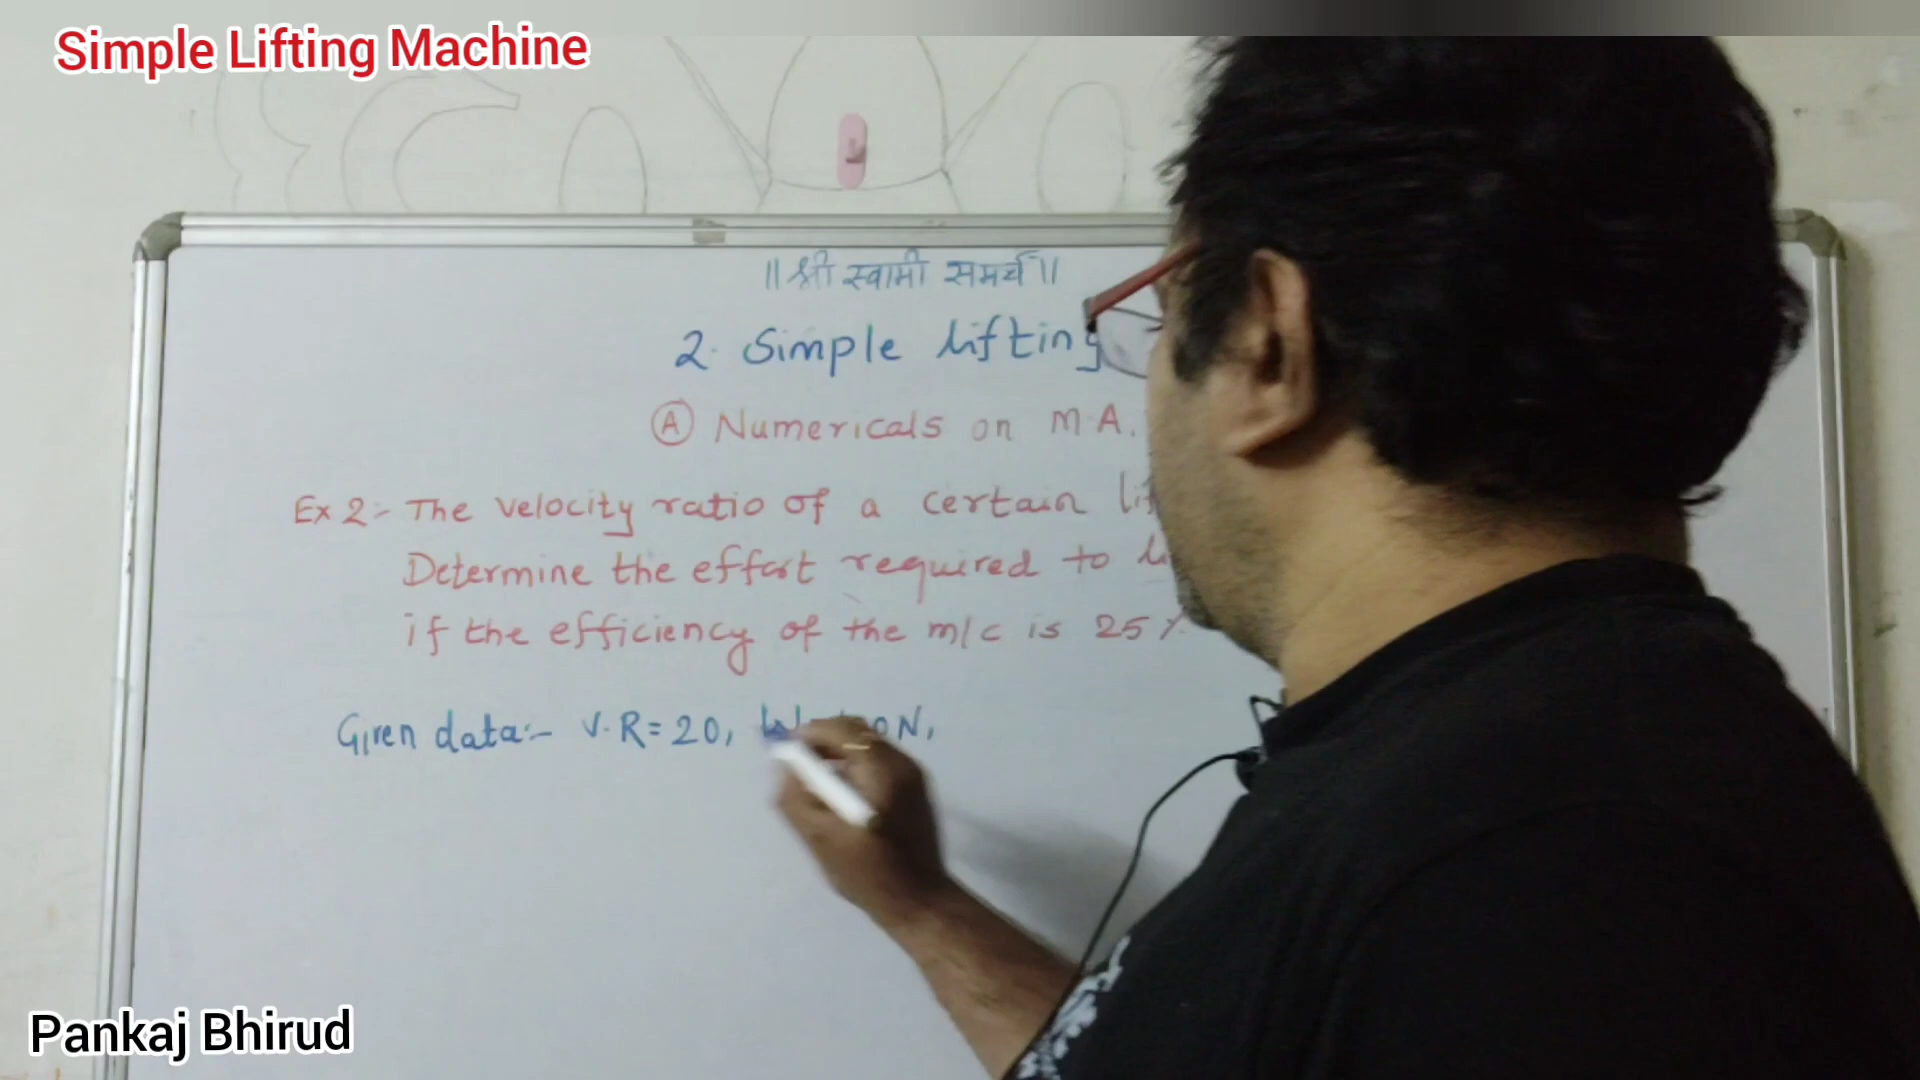 Simple Lifting Machine
॥ श्री स्वामी समर्थ ॥
2. Simple lifting
Ⓐ Numericals on M.A.
Ex 2:- The velocity ratio of a certain
Determine the effort required to
if the efficiency of the m/c is 25%
Given data:- V.R = 20,
Pankaj Bhirud